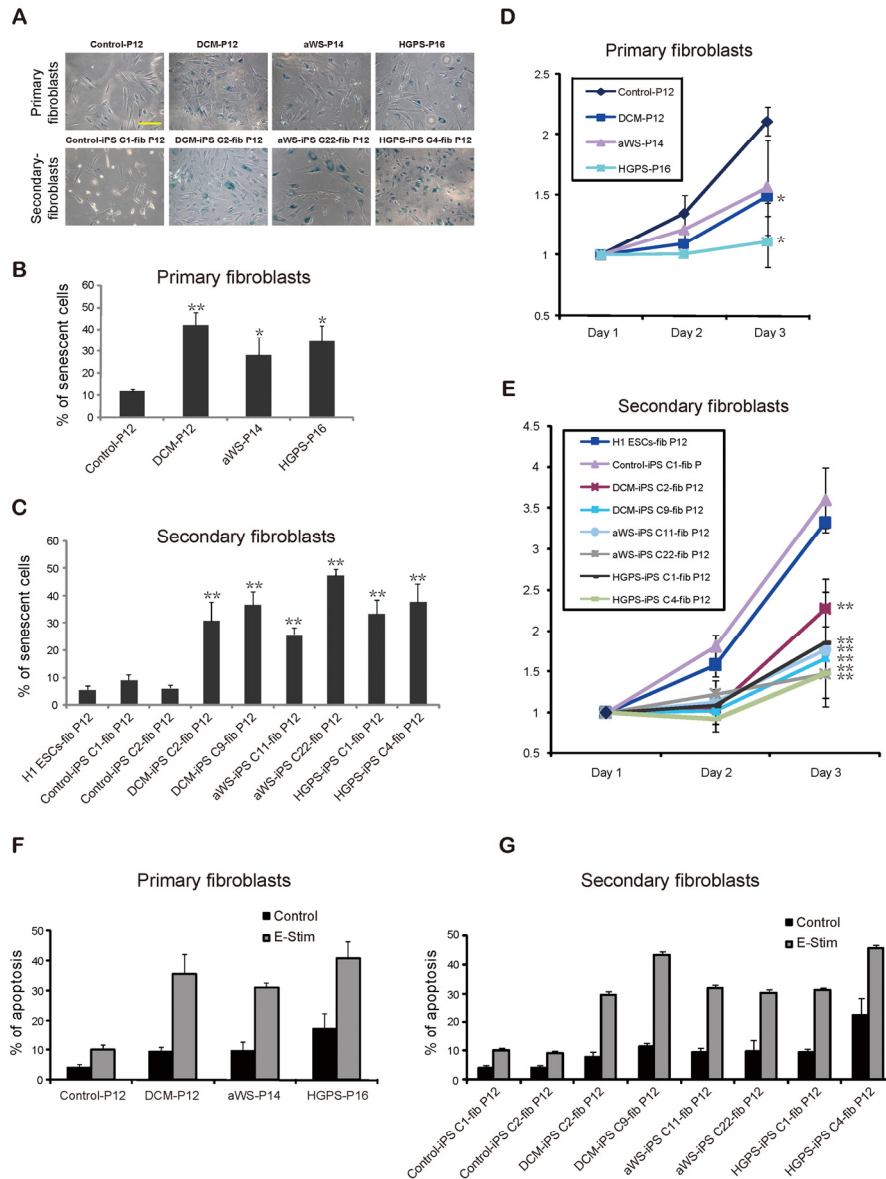 A
Control-P12
DCM-P12
aWS-P14
HGPS-P16
Primary fibroblasts
Control-iPS C1-fib P12
DCM-iPS C2-fib P12
aWS-iPS C22-fib P12
HGPS-iPS C4-fib P12
Secondary-fibroblasts
B
Primary fibroblasts
% of senescent cells
60
50
40
30
20
10
0
**
*
*
Control-P12
DCM-P12
aWS-P14
HGPS-P16
C
Secondary fibroblasts
% of senescent cells
60
50
40
30
20
10
0
**
**
**
**
**
**
H1 ESCs-fib P12
Control-iPS C1-fib P12
Control-iPS C2-fib P12
DCM-iPS C2-fib P12
DCM-iPS C9-fib P12
aWS-iPS C11-fib P12
aWS-iPS C22-fib P12
HGPS-iPS C1-fib P12
HGPS-iPS C4-fib P12
D
Primary fibroblasts
2.5
2
1.5
1
0.5
Control-P12
DCM-P12
aWS-P14
HGPS-P16
*
*
Day 1
Day 2
Day 3
E
Secondary fibroblasts
4.5
4
3.5
3
2.5
2
1.5
1
0.5
H1 ESCs-fib P12
Control-iPS C1-fib P
DCM-iPS C2-fib P12
DCM-iPS C9-fib P12
aWS-iPS C11-fib P12
aWS-iPS C22-fib P12
HGPS-iPS C1-fib P12
HGPS-iPS C4-fib P12
**
**
**
**
**
**
Day 1
Day 2
Day 3
F
Primary fibroblasts
Control
E-Stim
% of apoptosis
50
40
30
20
10
0
Control-P12
DCM-P12
aWS-P14
HGPS-P16
G
Secondary fibroblasts
Control
E-Stim
% of apoptosis
50
40
30
20
10
0
Control-iPS C1-fib P12
Control-iPS C2-fib P12
DCM-iPS C2-fib P12
DCM-iPS C9-fib P12
aWS-iPS C11-fib P12
aWS-iPS C22-fib P12
HGPS-iPS C1-fib P12
HGPS-iPS C4-fib P12